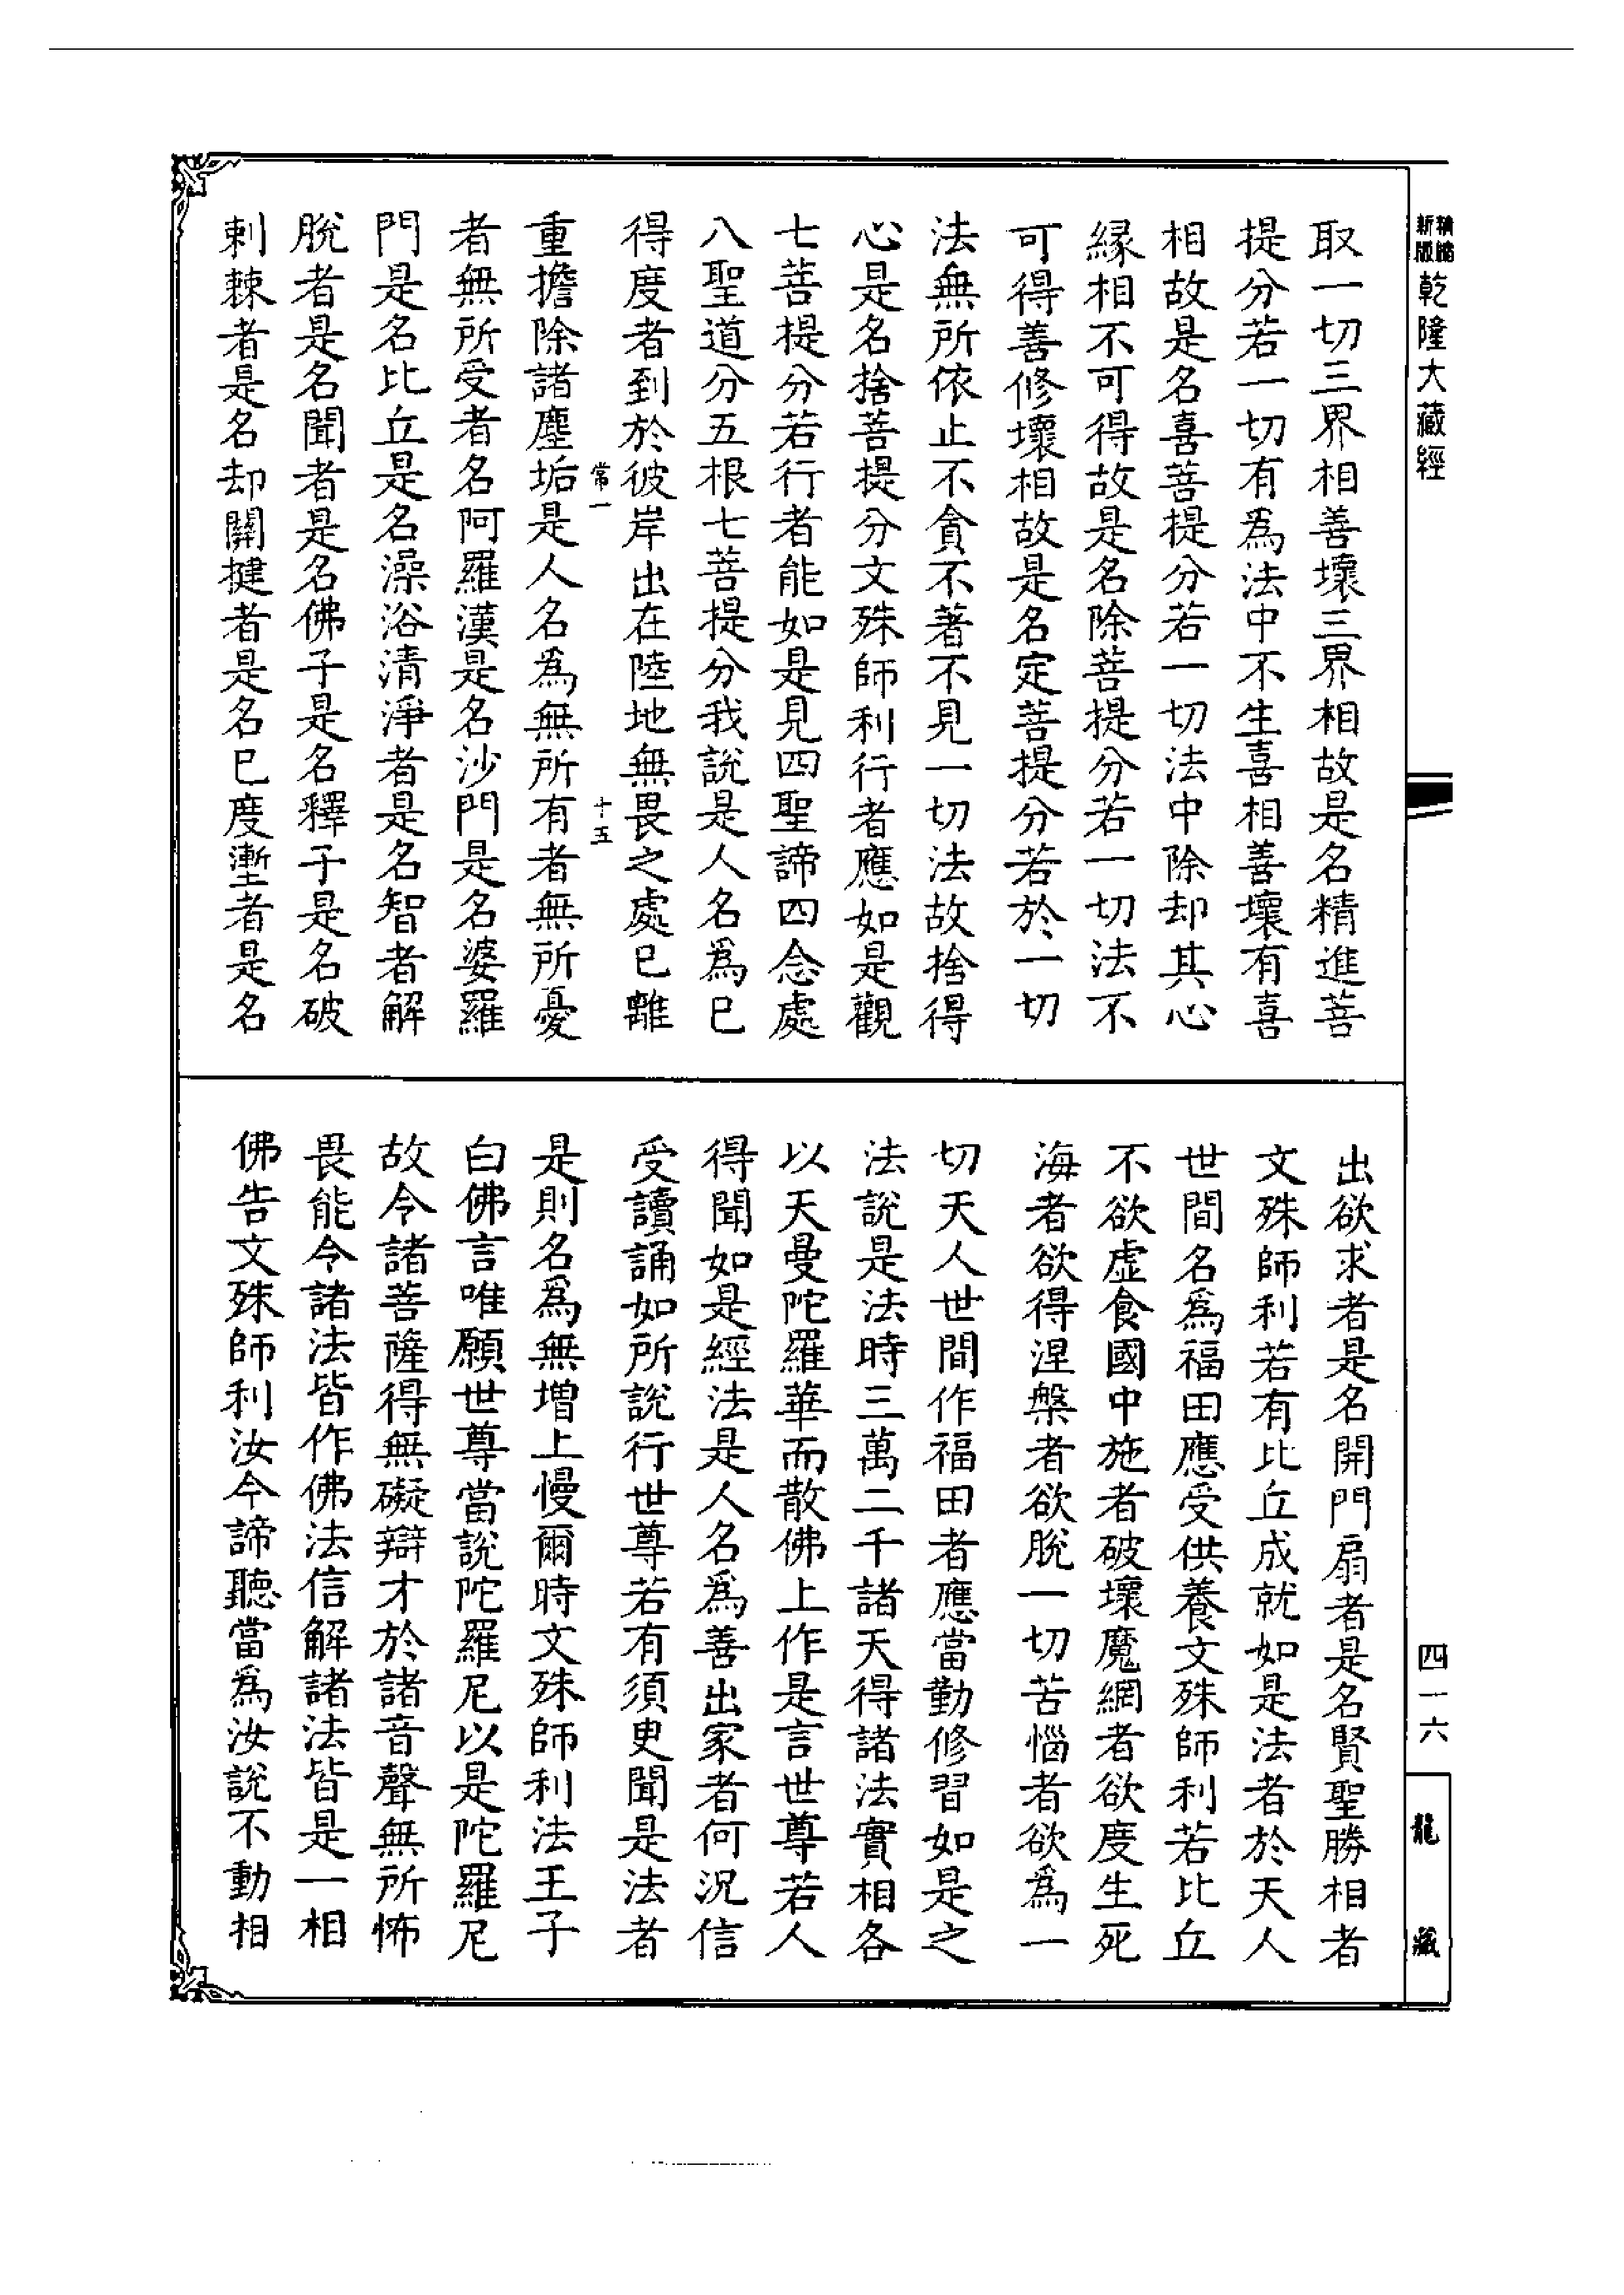 乾隆大藏經
取一切三界相善壞三界相故是名精進菩
提分若一切有爲法中不生喜相善壞有喜
相故是名喜菩提分若一切法中除却其心
緣相不可得故是名除菩提分若一切法不
可得善修壞相故是名定菩提分若於一切
法無所依止不貪不著不見一切法故捨得
心是名捨菩提分文殊師利行者應如是觀
七菩提分若行者能如是見四聖諦四念處
八聖道分五根七菩提分我說是人名爲已
得度者到於彼岸出在陸地無畏之處已離
常一
十五
重擔除諸塵垢是人名爲無所有者無所憂
者無所受者名阿羅漢是名沙門是名婆羅
門是名比丘是名澡浴清淨者是名智者解
脫者是名聞者是名佛子是名釋子是名破
刺棘者是名却關揵者是名已度塹者是名
出欲求者是名開門扇者是名賢聖勝相者
文殊師利若有比丘成就如是法者於天人
世間名爲福田應受供養文殊師利若比丘
不欲虛食國中施者破壞魔網者欲度生死
海者欲得涅槃者欲脫一切苦惱者欲爲一
切天人世間作福田者應當勤修習如是之
法說是法時三萬二千諸天得諸法實相各
以天曼陀羅華而散佛上作是言世尊若人
得聞如是經法是人名爲善出家者何況信
受讀誦如所說行世尊若有須臾聞是法者
是則名爲無增上慢爾時文殊師利法王子
白佛言唯願世尊當說陀羅尼以是陀羅尼
故令諸菩薩得無礙辯才於諸音聲無所怖
畏能令諸法皆作佛法信解諸法皆是一相
佛告文殊師利汝今諦聽當爲汝說不動相
四一六
龍藏